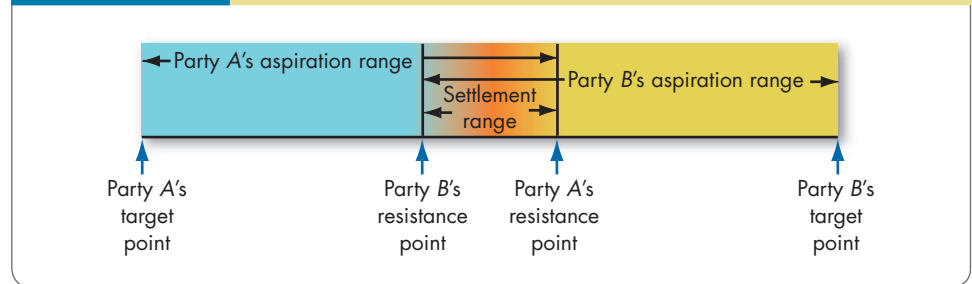 Party A's aspiration range
Party B's aspiration range
Settlement
range
Party A's
target
point
Party B's
resistance
point
Party A's
resistance
point
Party B's
target
point